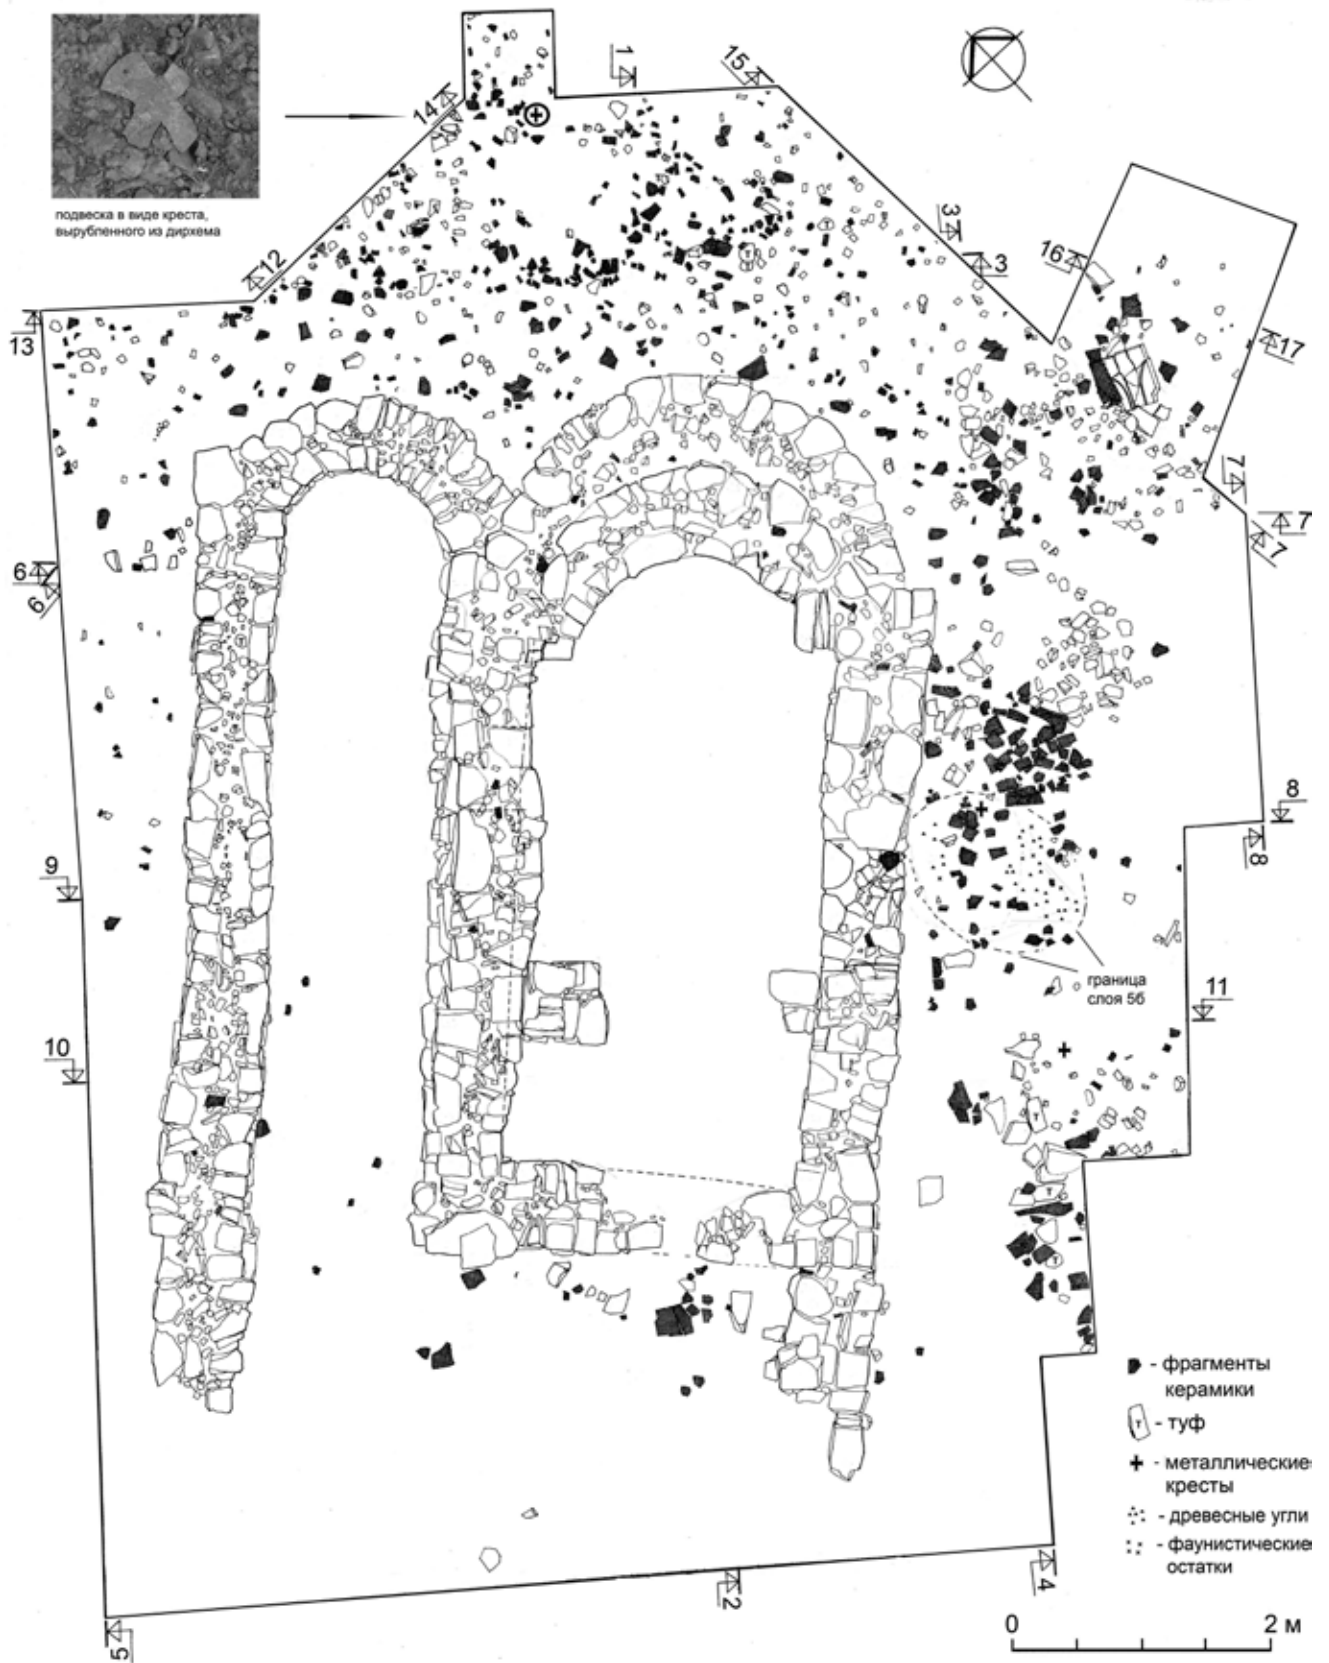 подвеска в виде креста,
вырубленного из дирхема
14
1
15
12
13
3
3
16
17
7
7
7
6
6
8
8
9
10
11
граница
слоя 5б
т
т
т
т
т
т
- фрагменты
керамики
т - туф
- металлические
кресты
- древесные угли
- фаунистические
остатки
2
4
5
0 2 м